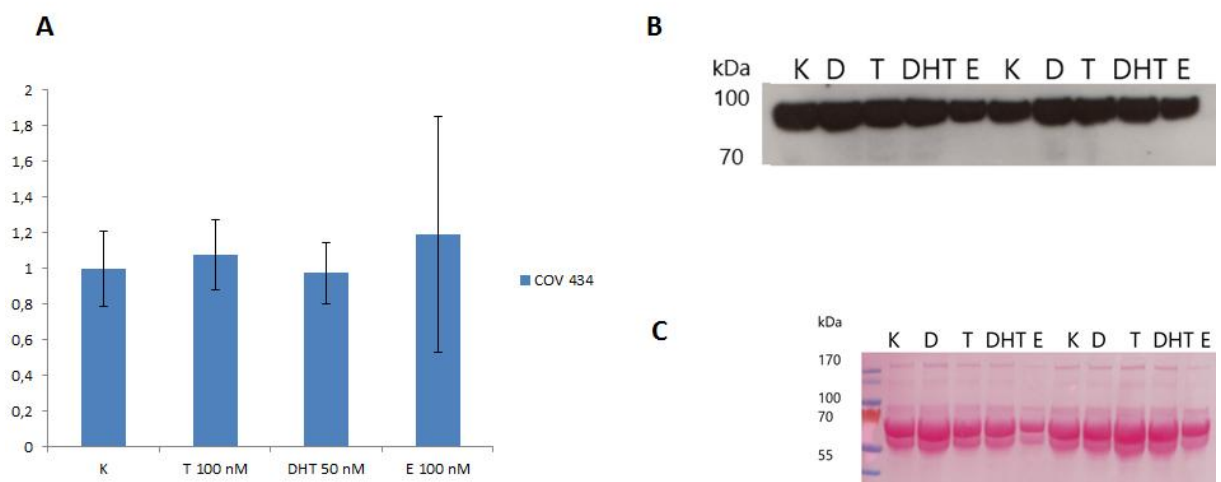 A
2
1,8
1,6
1,4
1,2
1
0,8
0,6
0,4
0,2
0
K T 100 nM DHT 50 nM E 100 nM
COV 434
B
kDa K D T DHT E K D T DHT E
100
70
C
kDa K D T DHT E K D T DHT E
170
100
70
55